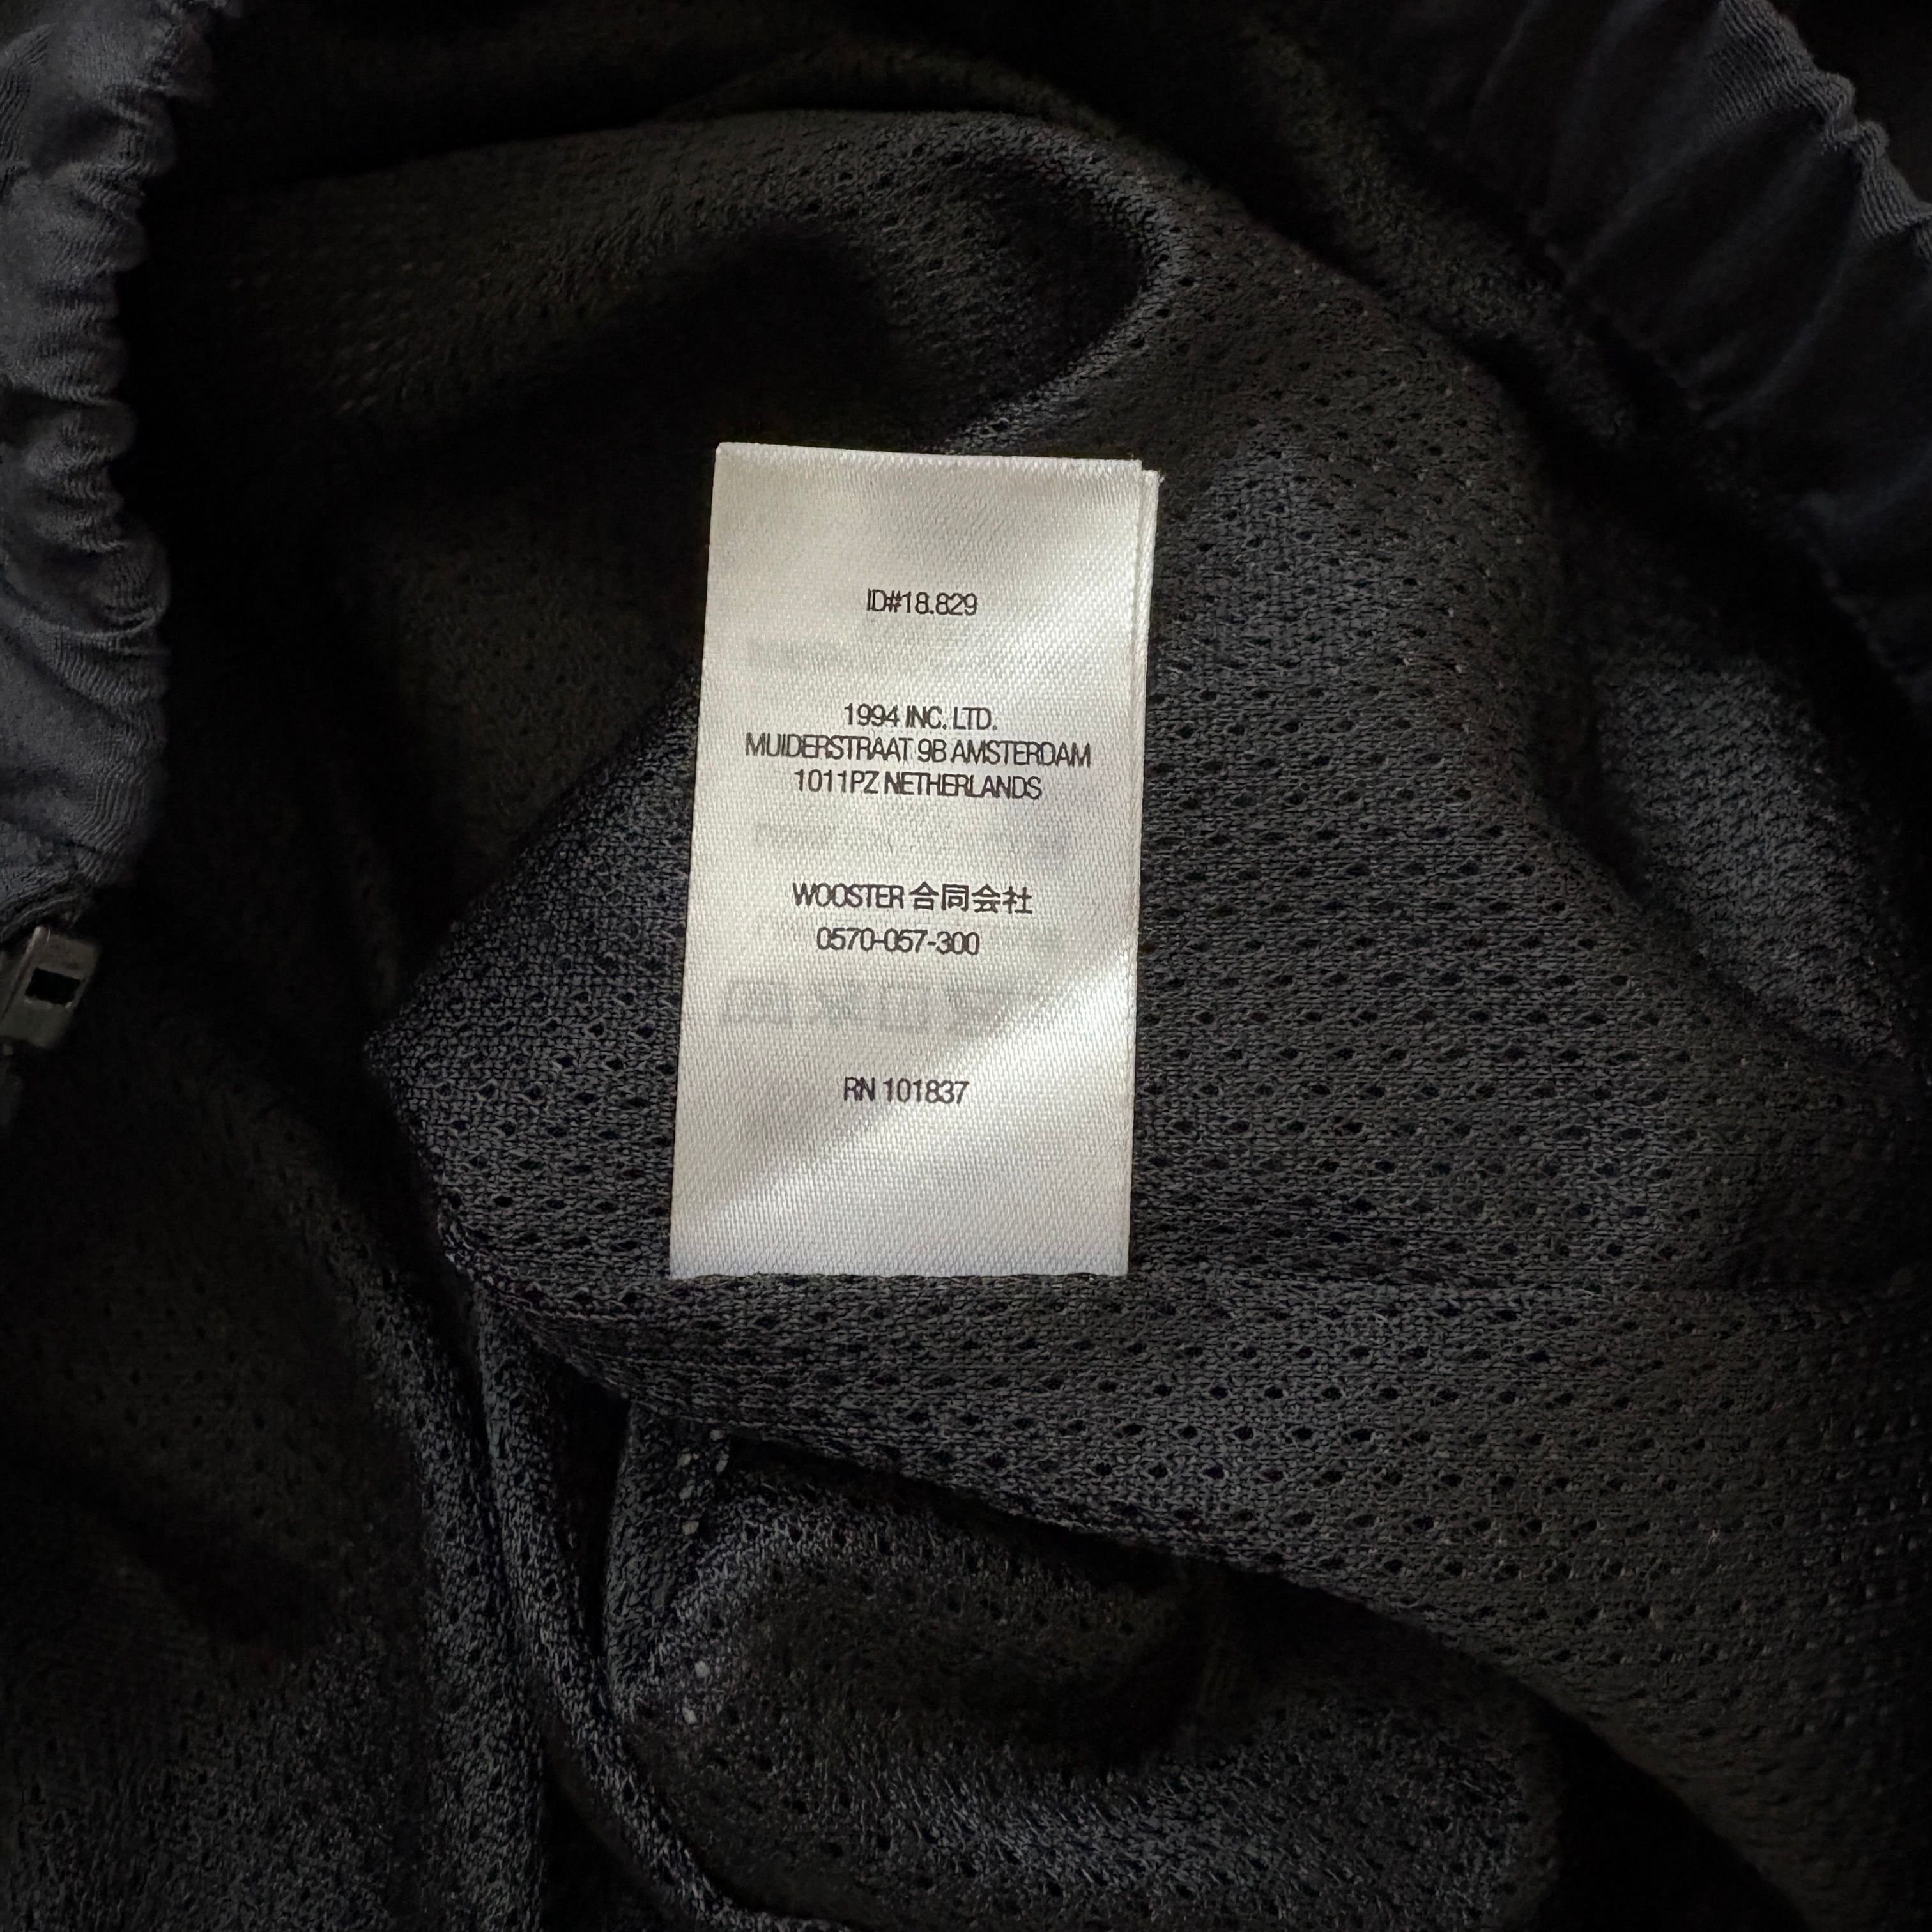 ID#18.829
1994 INC. LTD.
MUIDERSTRAAT 9B AMSTERDAM
1011PZ NETHERLANDS
WOOSTER 合同会社
0570-057-300
RN 101837